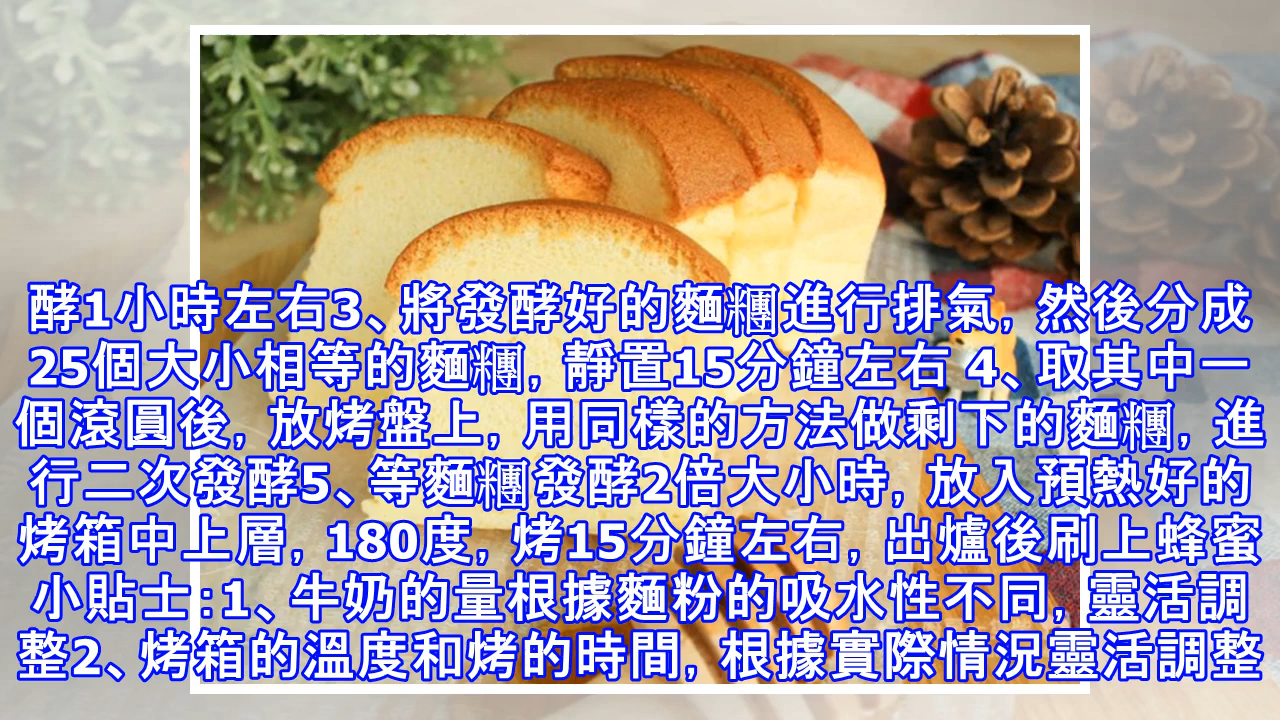 酵1小時左右3、將發酵好的麵糰進行排氣, 然後分成
25個大小相等的麵糰, 靜置15分鐘左右 4、取其中一
個滾圓後, 放烤盤上, 用同樣的方法做剩下的麵糰, 進
行二次發酵5、等麵糰發酵2倍大小時, 放入預熱好的
烤箱中上層, 180度, 烤15分鐘左右, 出爐後刷上蜂蜜
小貼士:1、牛奶的量根據麵粉的吸水性不同, 靈活調
整2、烤箱的溫度和烤的時間, 根據實際情況靈活調整